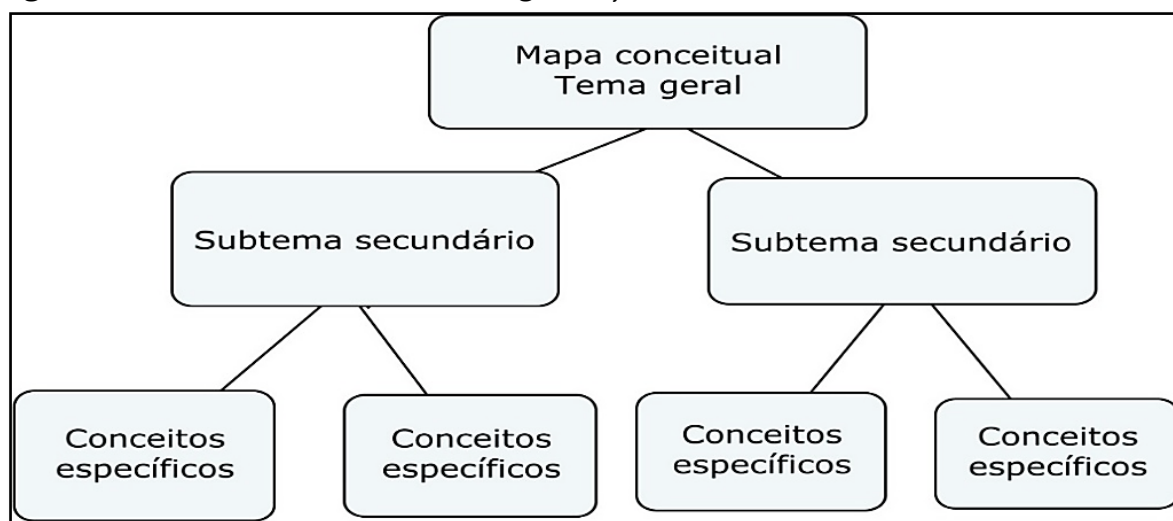 Mapa conceitual
Tema geral
Subtema secundário
Subtema secundário
Conceitos
específicos
Conceitos
específicos
Conceitos
específicos
Conceitos
específicos